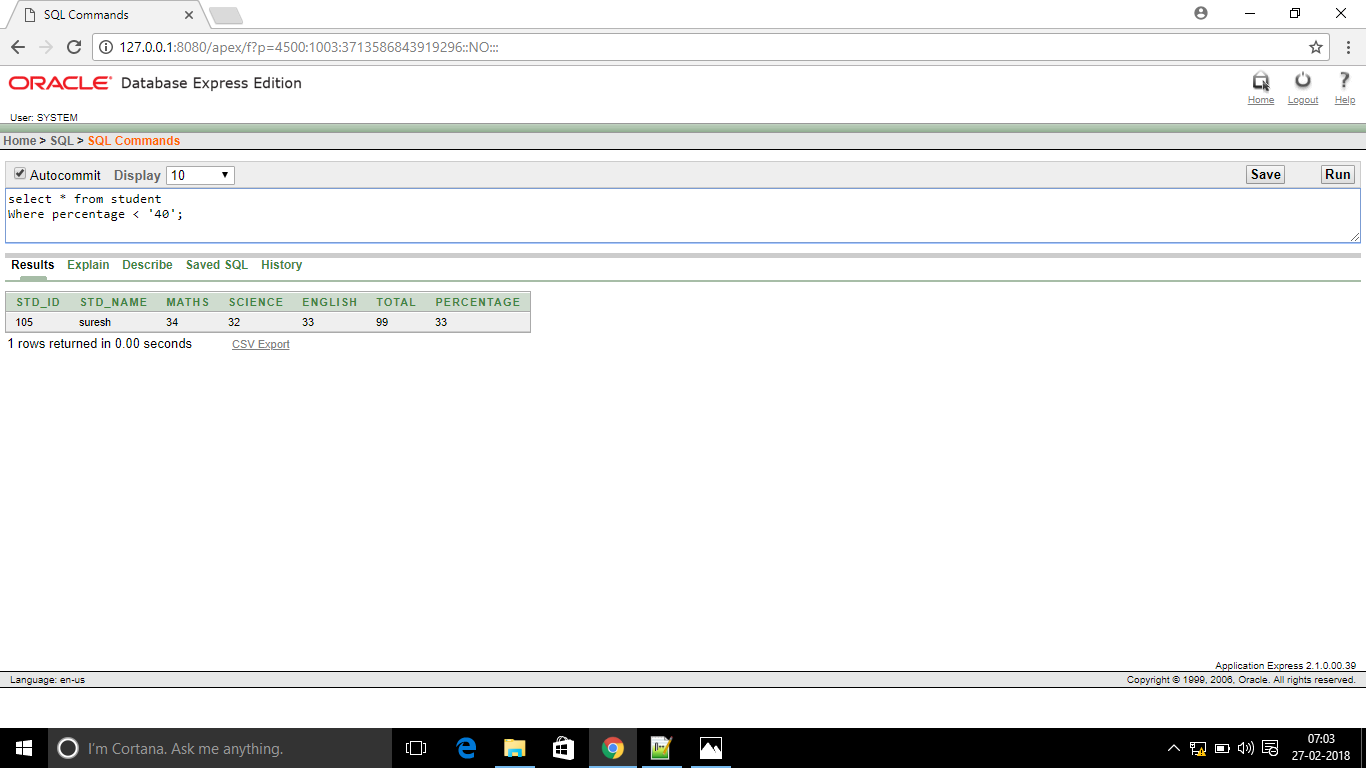 SQL Commands
127.0.0.1:8080/apex/f?p=4500:1003:3713586843919296::NO:::
ORACLE Database Express Edition
Home Logout Help
User: SYSTEM
Home > SQL > SQL Commands
Autocommit Display 10 Save Run
select * from student
Where percentage < '40';
Results Explain Describe Saved SQL History
STD_ID STD_NAME MATHS SCIENCE ENGLISH TOTAL PERCENTAGE
105 suresh 34 32 33 99 33
1 rows returned in 0.00 seconds CSV Export
Application Express 2.1.0.00.39
Language: en-us Copyright © 1999, 2006, Oracle. All rights reserved.
I'm Cortana. Ask me anything.
07:03
27-02-2018